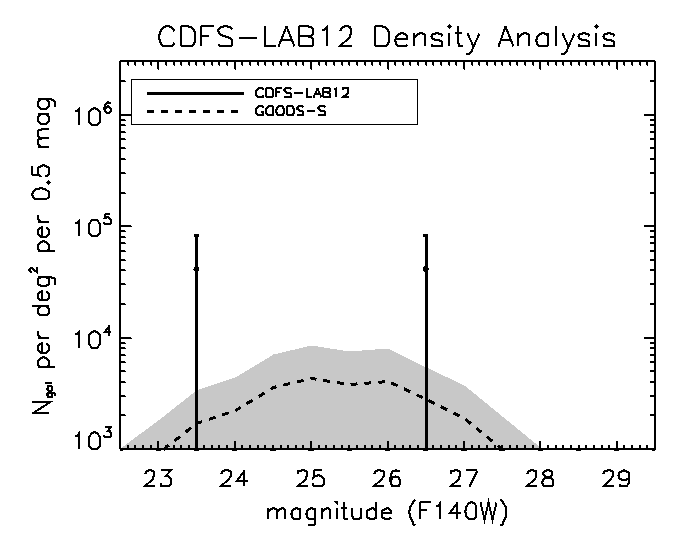 CDFS-LAB12 Density Analysis
CDFS-LAB12
GOODS-S
N_gal per deg² per 0.5 mag
10⁶
10⁵
10⁴
10³
23 24 25 26 27 28 29
magnitude (F140W)